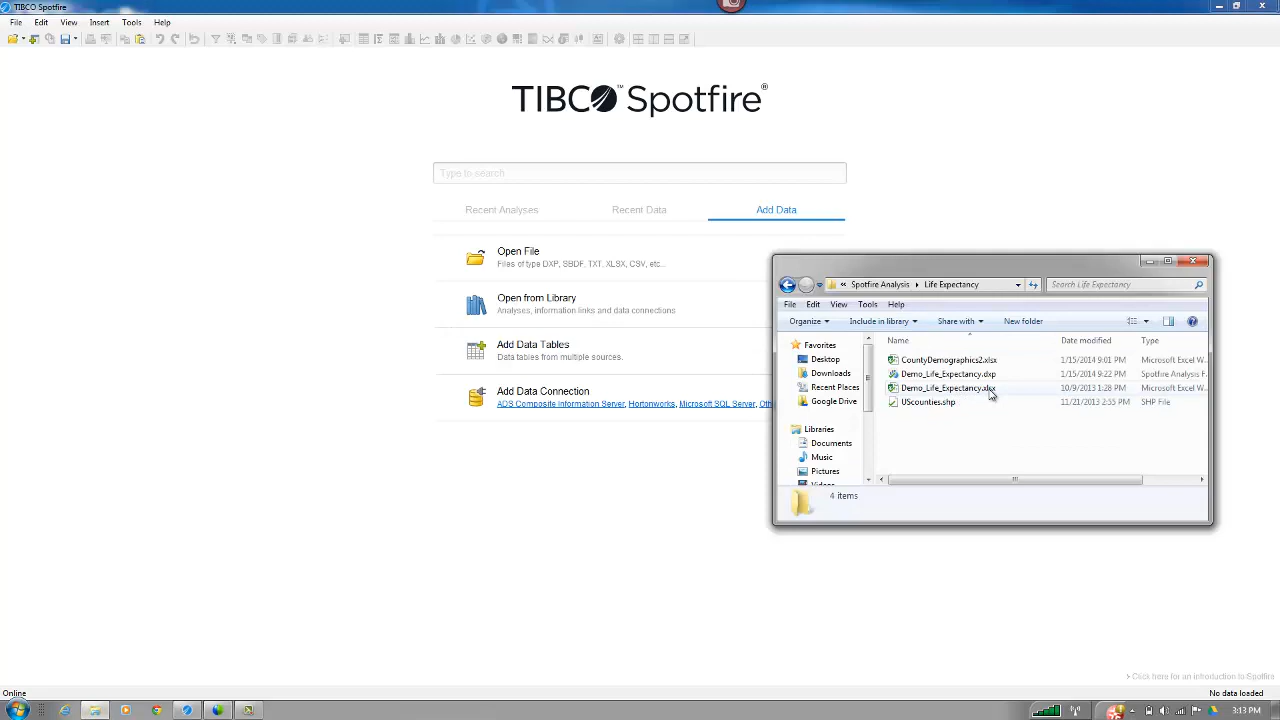 TIBCO Spotfire
File Edit View Insert Tools Help
TIBCO™ Spotfire®
Type to search
Recent Analyses Recent Data Add Data
Open File
Files of type DXP, SBDF, TXT, XLSX, CSV, etc...
Open from Library
Analyses, information links and data connections
Add Data Tables
Data tables from multiple sources.
Add Data Connection
ADS Composite Information Server, Hortonworks, Microsoft SQL Server, Oth
« Spotfire Analysis Life Expectancy Search Life Expectancy
File Edit View Tools Help
Organize Include in library Share with New folder
Name Date modified Type
Favorites
Desktop
Downloads
Recent Places
Google Drive
Libraries
Documents
Music
Pictures
Videos
CountyDemographics2.xlsx 1/15/2014 9:01 PM Microsoft Excel W...
Demo_Life_Expectancy.dxp 1/15/2014 9:22 PM Spotfire Analysis F...
Demo_Life_Expectancy.xlsx 10/9/2013 1:28 PM Microsoft Excel W...
UScounties.shp 11/21/2013 2:55 PM SHP File
4 items
Click here for an introduction to Spotfire
Online No data loaded
3:13 PM